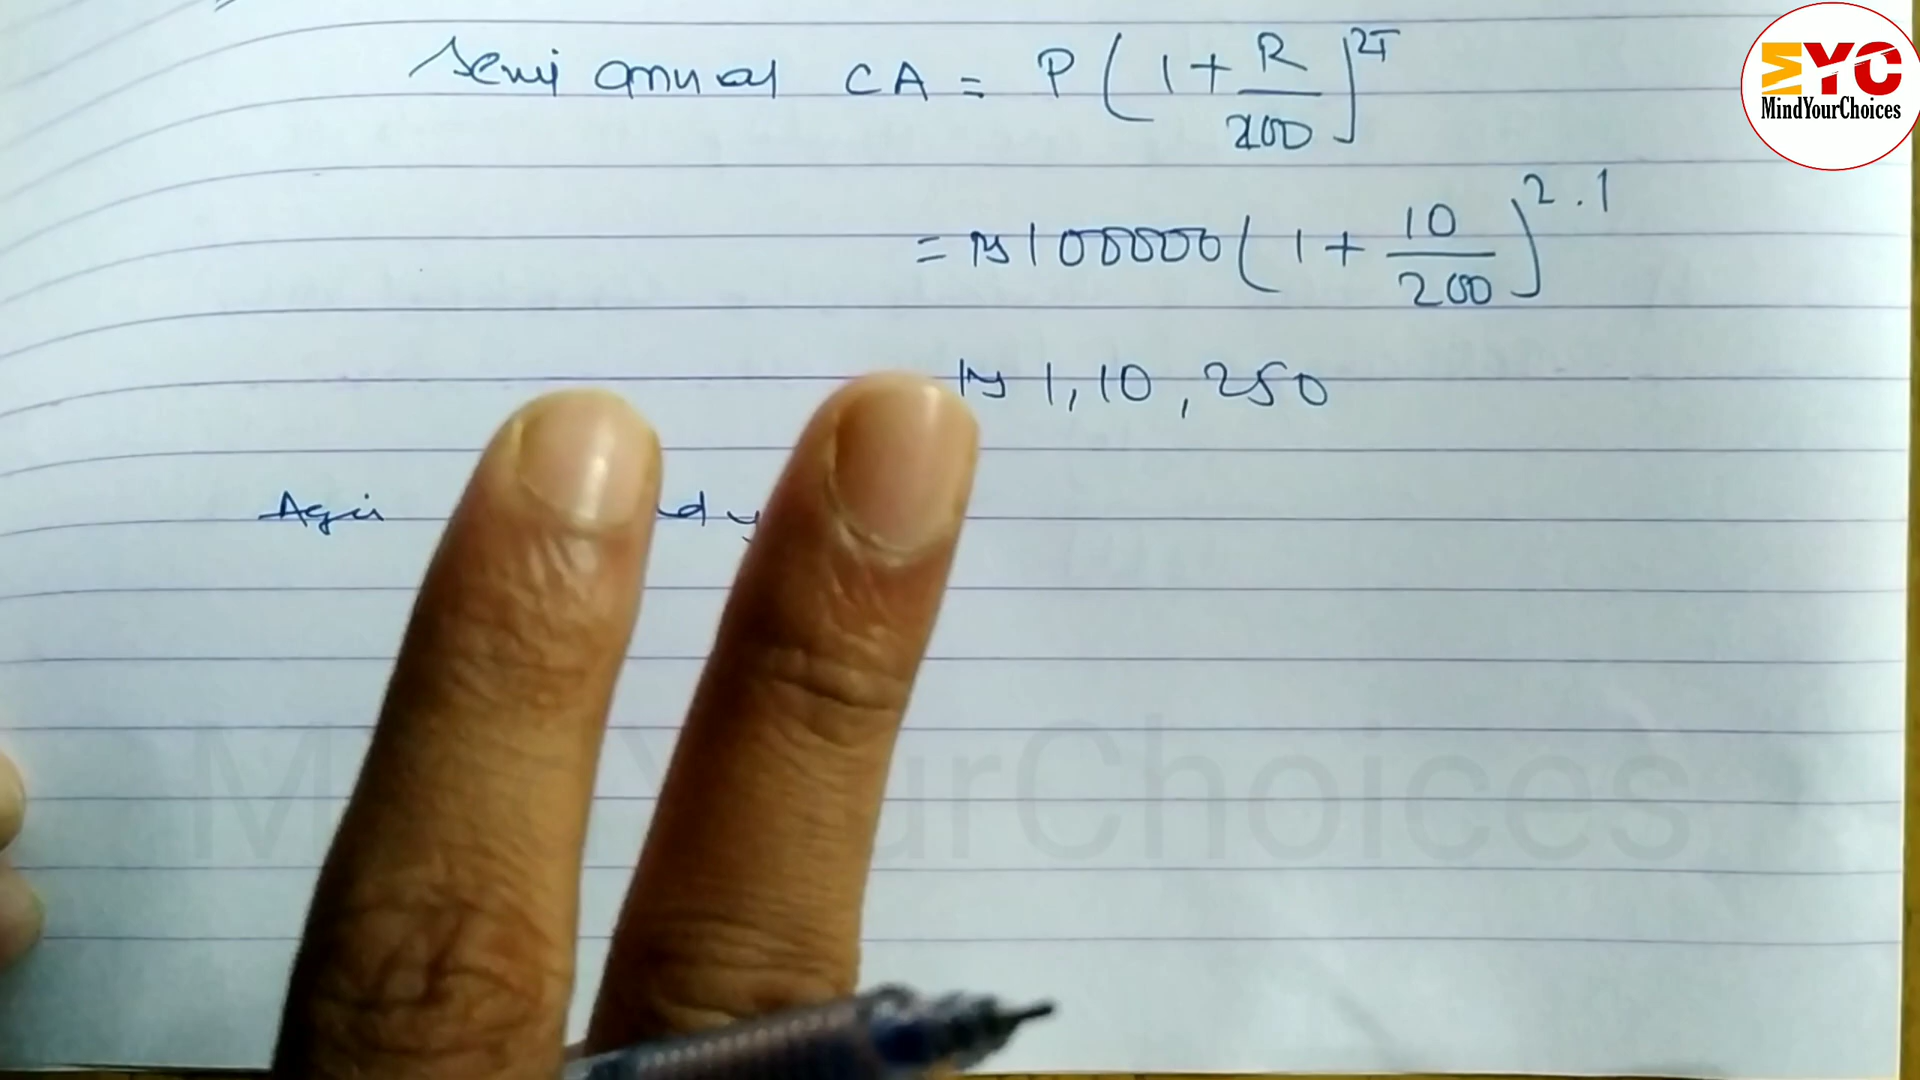 MYC
MindYourChoices
Semi annual CA = P(1+R/200)^2T
= Rs 100000(1+10/200)^2.1
Rs 1,10,250
MindYourChoices